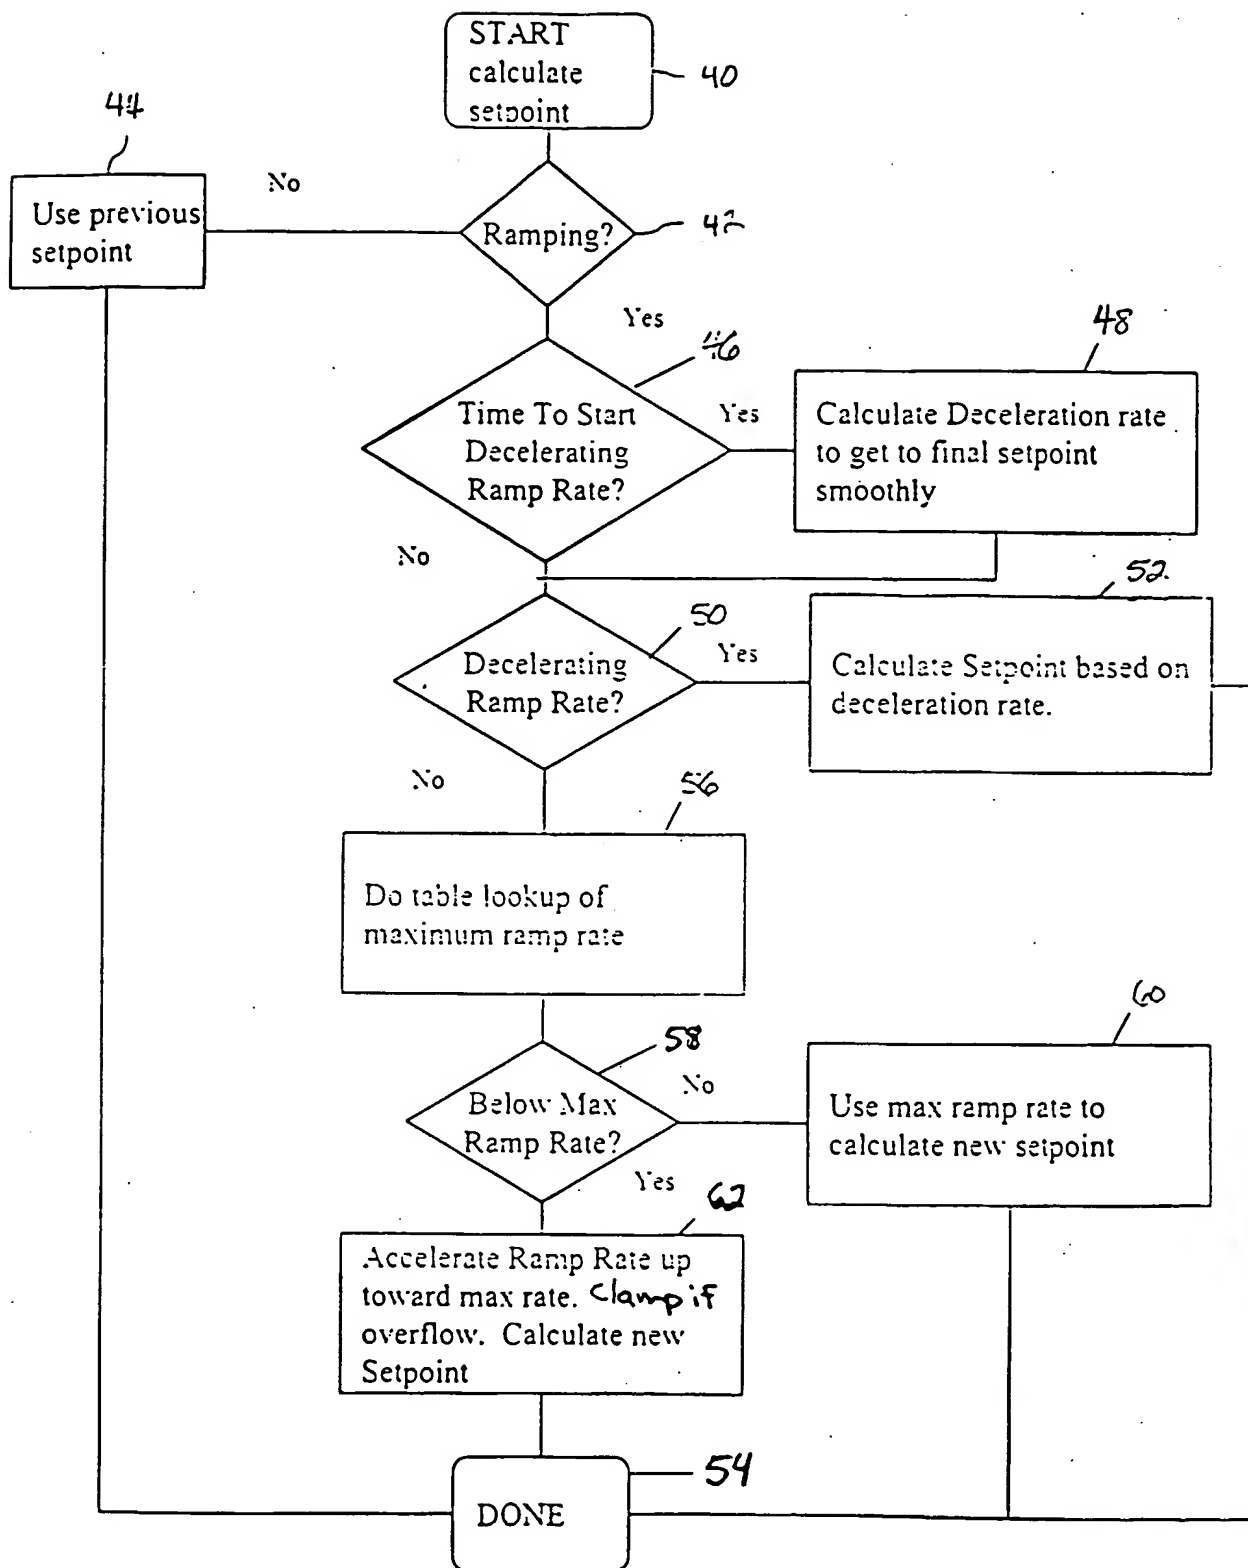 START
calculate
setpoint
40
44
No
Use previous
setpoint
Ramping?
42
Yes
46
48
Time To Start
Decelerating
Ramp Rate?
Yes
Calculate Deceleration rate
to get to final setpoint
smoothly
No
52
50
Decelerating
Ramp Rate?
Yes
Calculate Setpoint based on
deceleration rate.
No
56
Do table lookup of
maximum ramp rate
60
58
No
Below Max
Ramp Rate?
Use max ramp rate to
calculate new setpoint
Yes
62
Accelerate Ramp Rate up
toward max rate. Clamp if
overflow. Calculate new
Setpoint
54
DONE